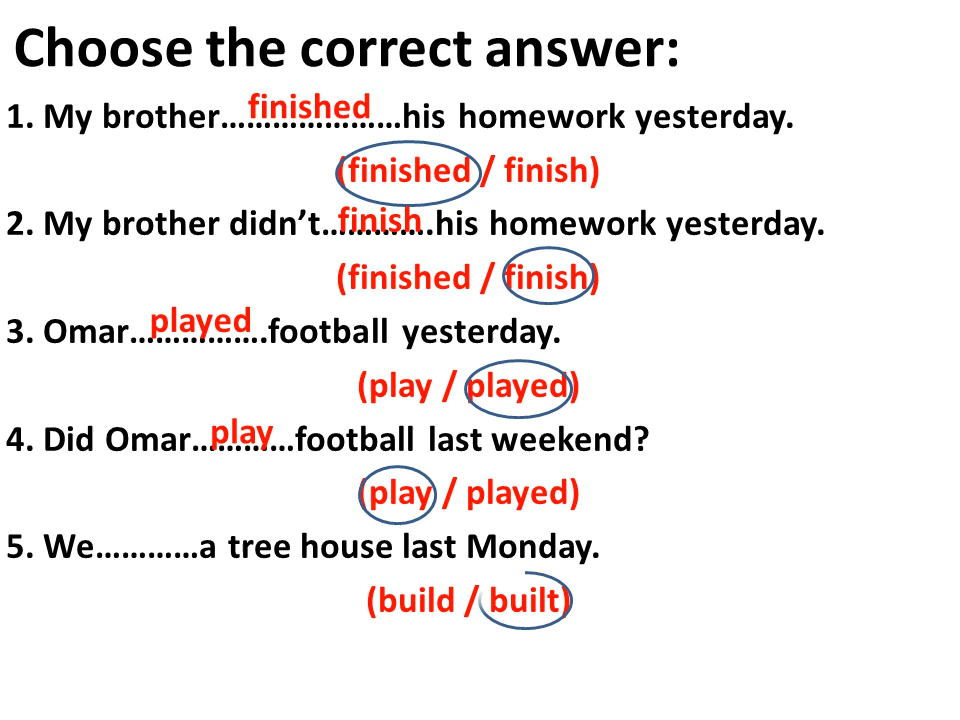 Choose the correct answer:
1. My brother…finished…his homework yesterday.
(finished / finish)
2. My brother didn’t…finish….his homework yesterday.
(finished / finish)
3. Omar…played….football yesterday.
(play / played)
4. Did Omar…play…football last weekend?
(play / played)
5. We…………a tree house last Monday.
(build / built)